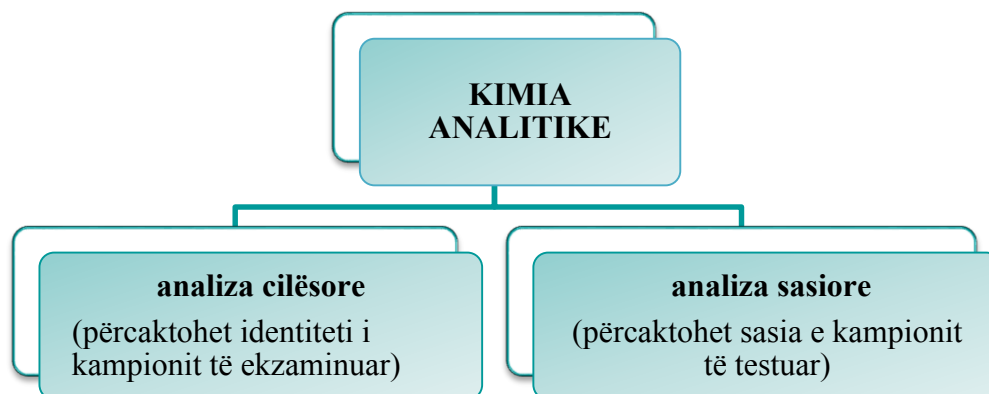 KIMIA
ANALITIKE
analiza cilësore
(përcaktohet identiteti i
kampionit të ekzaminuar)
analiza sasiore
(përcaktohet sasia e kampionit
të testuar)